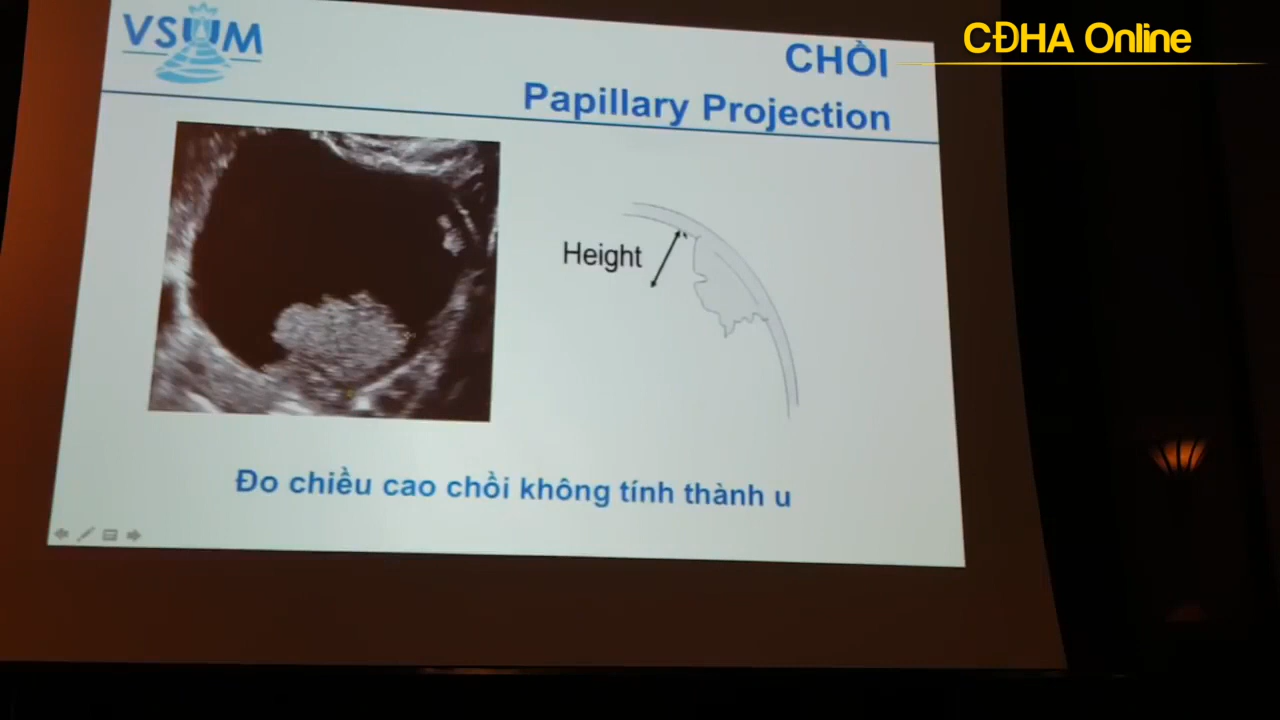 VSUM
CĐHA Online
CHỒI
Papillary Projection
Height
Đo chiều cao chồi không tính thành u